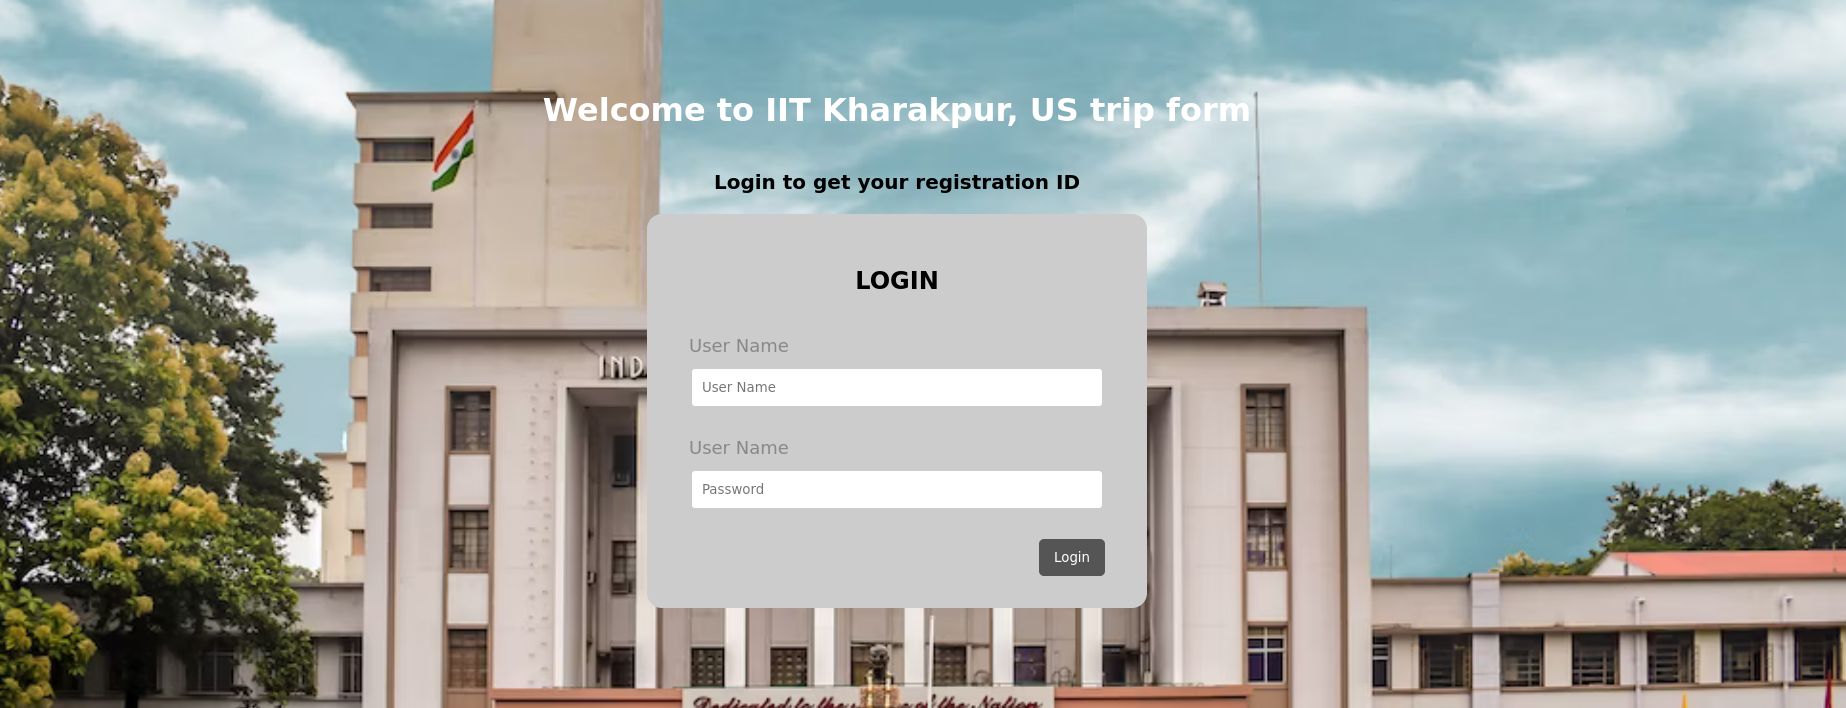 Welcome to IIT Kharakpur, US trip form
Login to get your registration ID
LOGIN
User Name
IND
User Name
User Name
Password
Login
Dedicated to the of the Nation